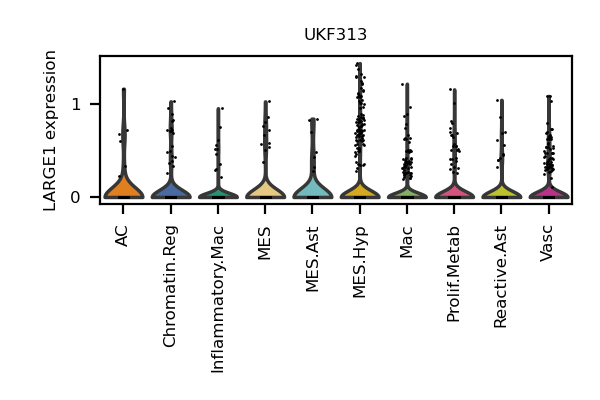 UKF313
LARGE1 expression
1
0
AC
Chromatin.Reg
Inflammatory.Mac
MES
MES.Ast
MES.Hyp
Mac
Prolif.Metab
Reactive.Ast
Vasc